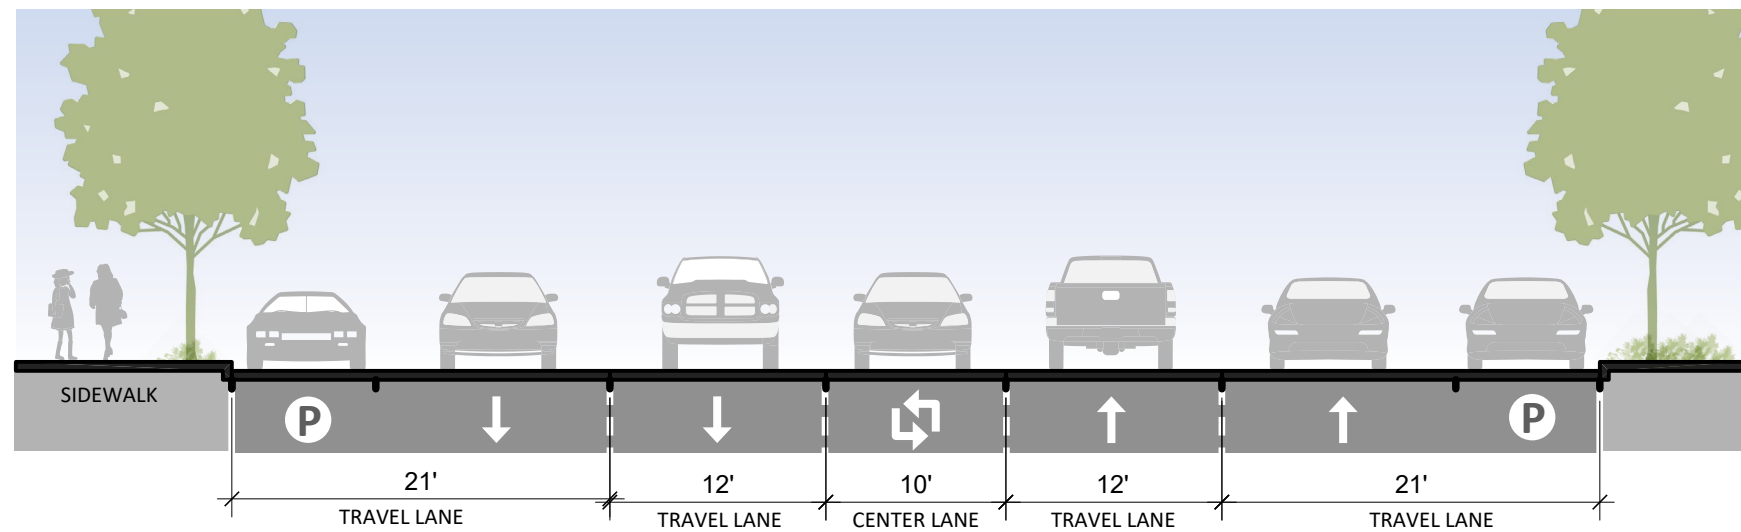 SIDEWALK
P
P
21'
12'
10'
12'
21'
TRAVEL LANE
TRAVEL LANE
CENTER LANE
TRAVEL LANE
TRAVEL LANE